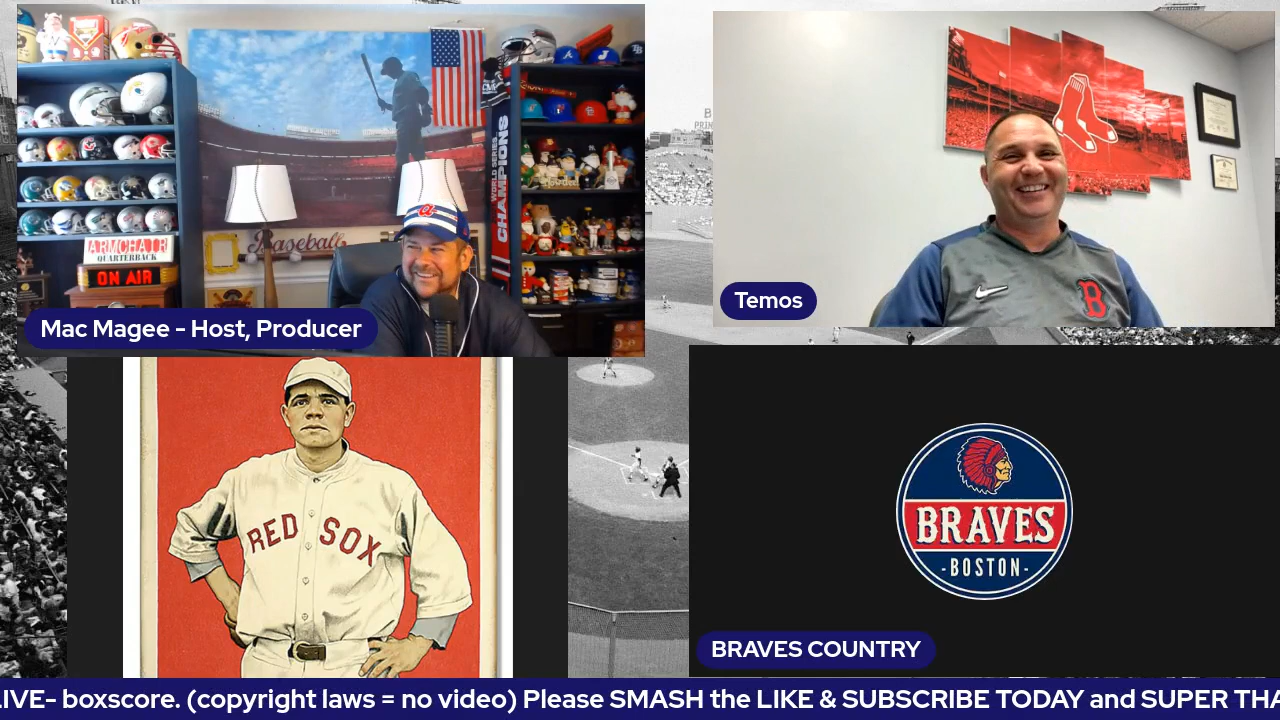 WORLD SERIES
CHAMPIONS
Howdee!
Baseball
ARMCHAIR
QUARTERBACK
ON AIR
Mac Magee - Host, Producer
B
Temos
RED SOX
BRAVES
-BOSTON-
BRAVES COUNTRY
LIVE- boxscore. (copyright laws = no video) Please SMASH the LIKE & SUBSCRIBE TODAY and SUPER THA